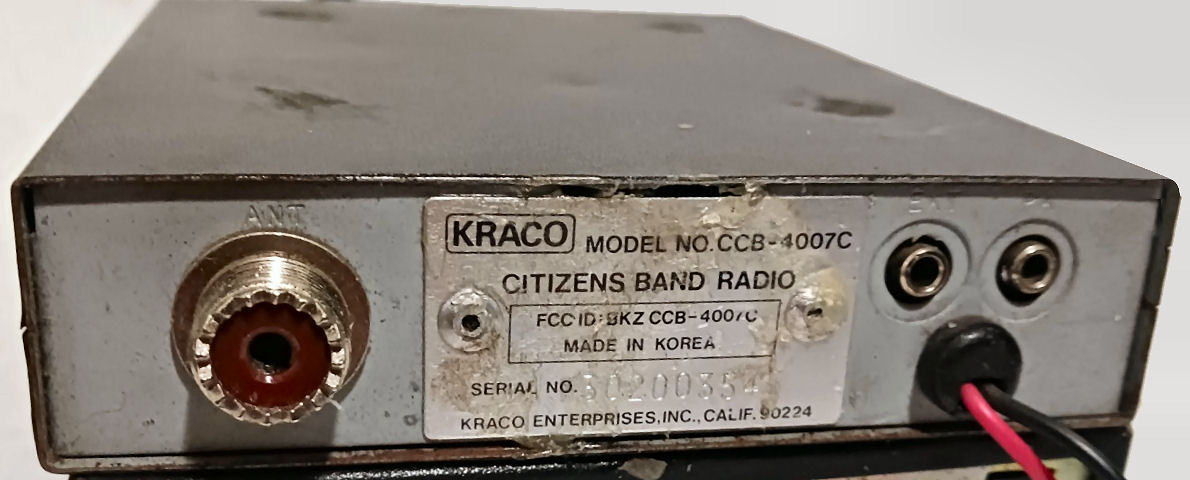 ANT
EXT PA
KRACO MODEL NO. CCB-4007C
CITIZENS BAND RADIO
FCC ID: BKZ CCB-4007C
MADE IN KOREA
SERIAL NO.
KRACO ENTERPRISES, INC., CALIF. 90224